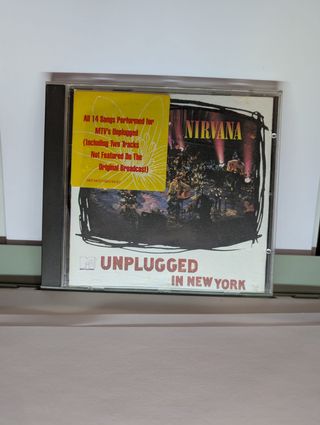 All 14 Songs Performed for
MTV's Unplugged
(Including Two Tracks
Not Featured On The
Original Broadcast)
NIRVANA
UNPLUGGED
IN NEW YORK